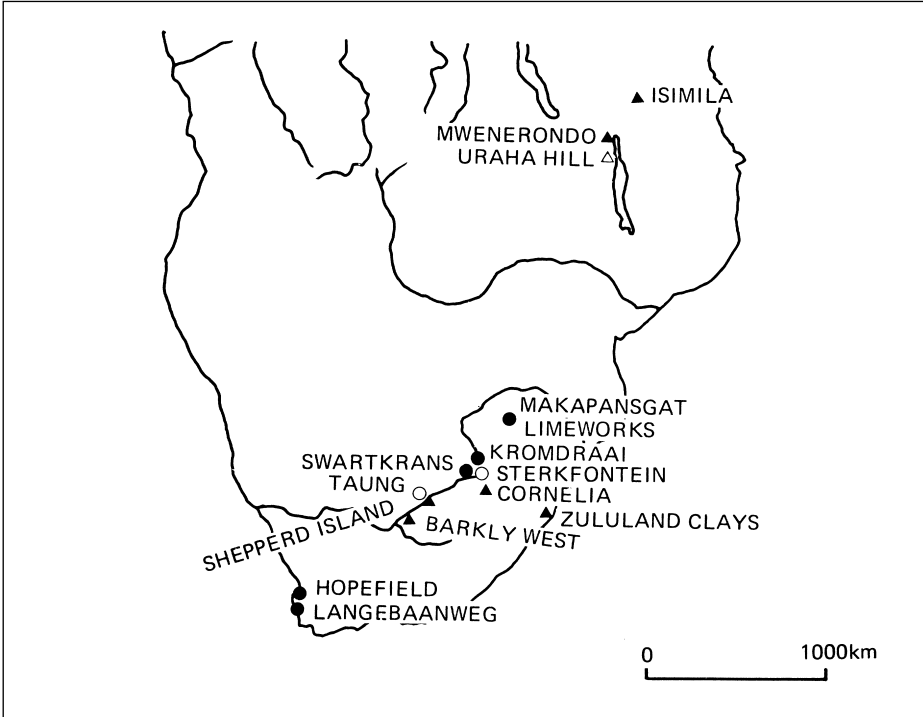 ISIMILA
MWENERONDO
URAHA HILL
MAKAPANSGAT
LIMEWORKS
KROMDRAAI
SWARTKRANS
STERKFONTEIN
TAUNG
CORNELIA
SHEPPERD ISLAND
BARKLY WEST
ZULULAND CLAYS
HOPEFIELD
LANGEBAANWEG
0 1000km